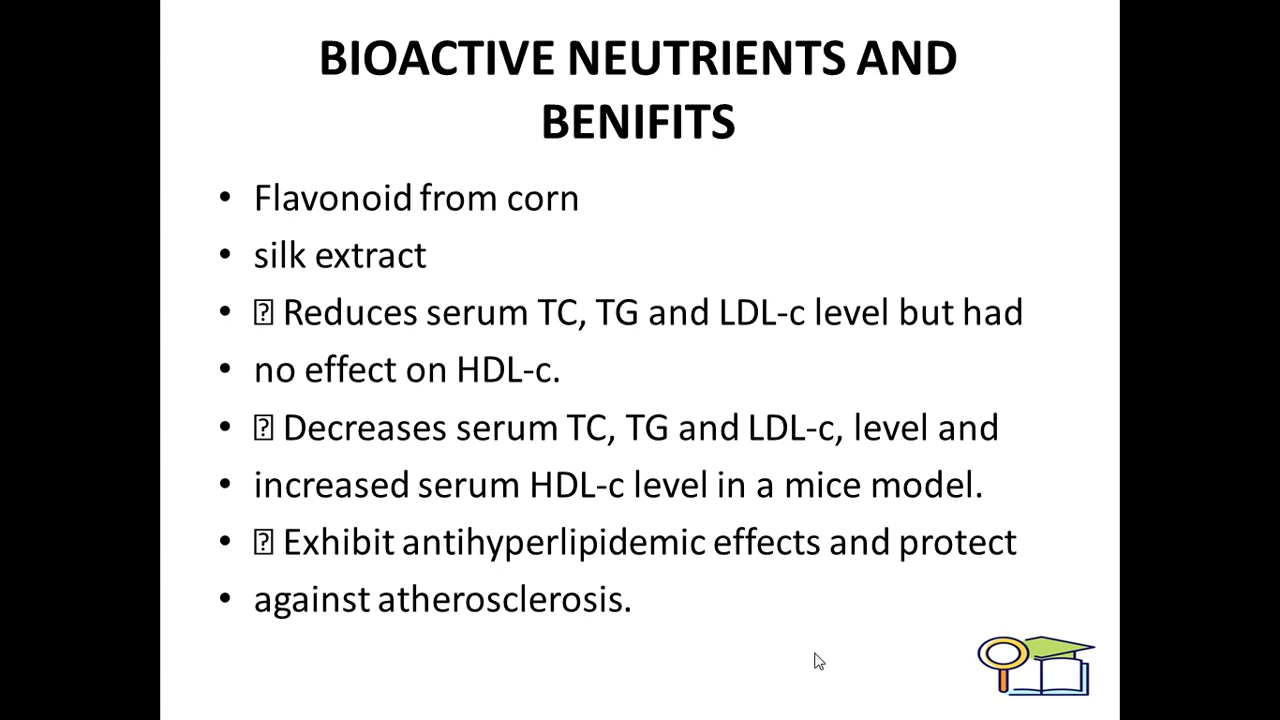 BIOACTIVE NEUTRIENTS AND
BENIFITS
• Flavonoid from corn
• silk extract
• ⍰ Reduces serum TC, TG and LDL-c level but had
• no effect on HDL-c.
• ⍰ Decreases serum TC, TG and LDL-c, level and
• increased serum HDL-c level in a mice model.
• ⍰ Exhibit antihyperlipidemic effects and protect
• against atherosclerosis.